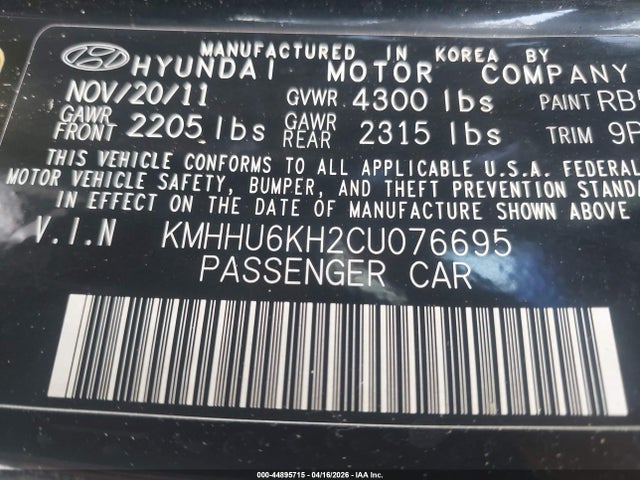 MANUFACTURED IN KOREA BY
HYUNDAI MOTOR COMPANY
NOV/20/11 GVWR 4300 lbs PAINT
GAWR FRONT 2205 lbs GAWR REAR 2315 lbs TRIM
THIS VEHICLE CONFORMS TO ALL APPLICABLE U.S.A. FEDERAL
MOTOR VEHICLE SAFETY, BUMPER, AND THEFT PREVENTION STAND
IN EFFECT ON THE DATE OF MANUFACTURE SHOWN ABOVE
V.I.N KMHHU6KH2CU076695
PASSENGER CAR
000-44895715 - 04/16/2026 - IAA Inc.